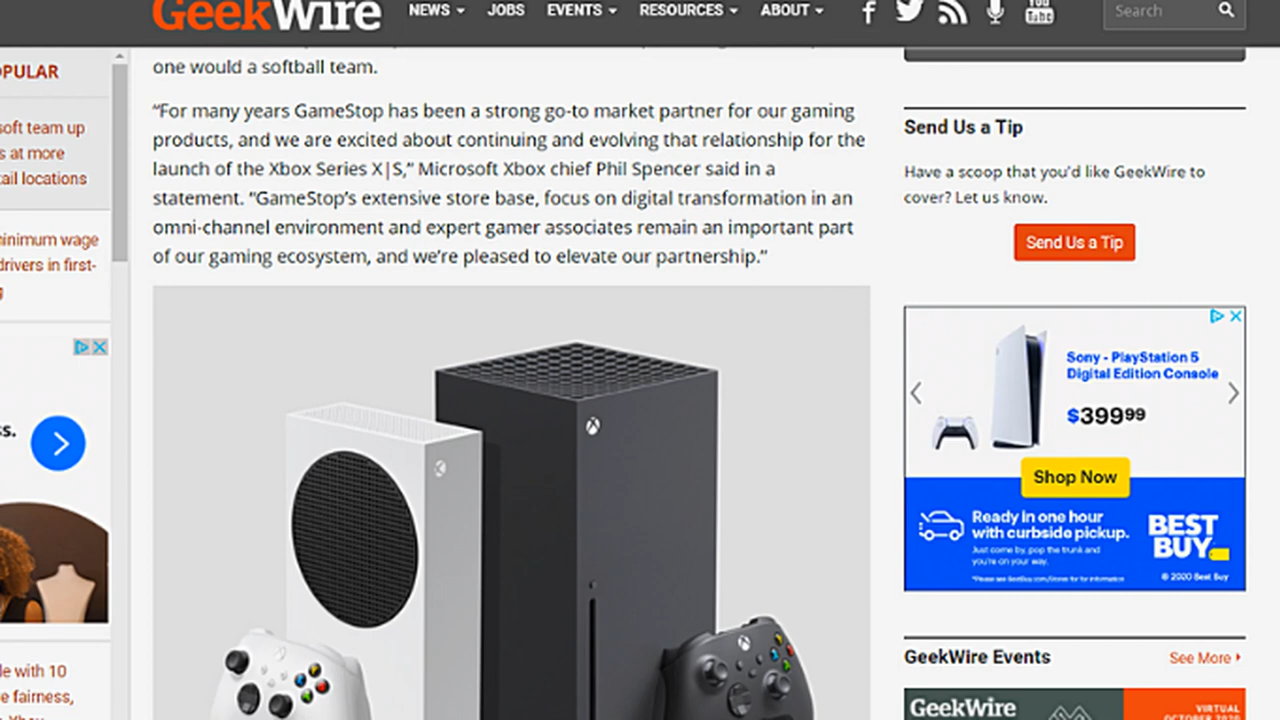 GeekWire
NEWS
JOBS
EVENTS
RESOURCES
ABOUT
You
Tube
Search
OPULAR
soft team up
s at more
tail locations
minimum wage
drivers in first-
g
s.
le with 10
e fairness,
one would a softball team.
“For many years GameStop has been a strong go-to market partner for our gaming
products, and we are excited about continuing and evolving that relationship for the
launch of the Xbox Series X|S,” Microsoft Xbox chief Phil Spencer said in a
statement. “GameStop’s extensive store base, focus on digital transformation in an
omni-channel environment and expert gamer associates remain an important part
of our gaming ecosystem, and we’re pleased to elevate our partnership.”
Send Us a Tip
Have a scoop that you’d like GeekWire to
cover? Let us know.
Send Us a Tip
Sony - PlayStation 5
Digital Edition Console
$39999
Shop Now
Ready in one hour
with curbside pickup.
Just come by, pop the trunk and
you're on your way.
BEST
BUY
© 2020 Best Buy
GeekWire Events
See More
GeekWire
VIRTUAL
OCTOBER 2020